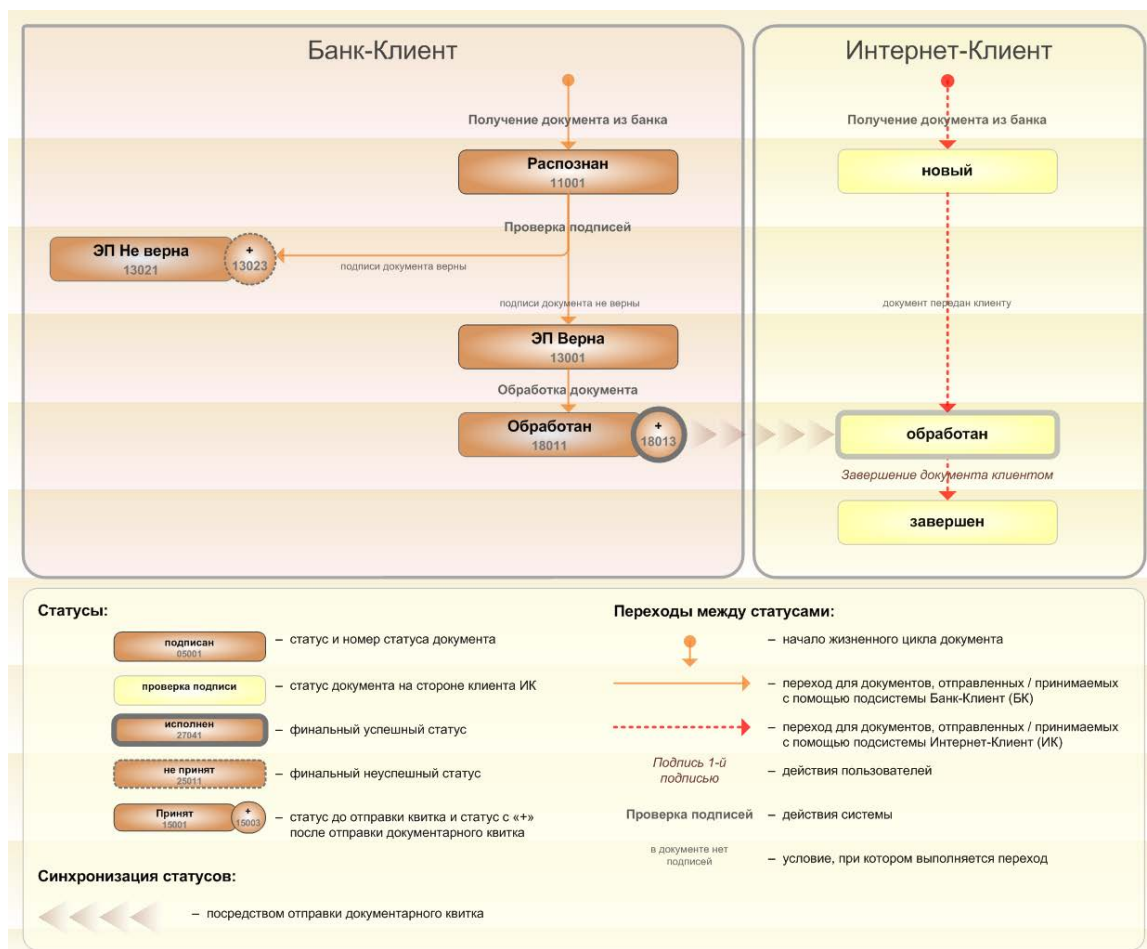 Банк-Клиент
Интернет-Клиент
Получение документа из банка
Получение документа из банка
Распознан
11001
новый
Проверка подписей
ЭП Не верна
13021
+
13023
подписи документа верны
подписи документа не верны
документ передан клиенту
ЭП Верна
13001
Обработка документа
Обработан
18011
+
18013
обработан
Завершение документа клиентом
завершен
Статусы:
подписан
05001
– статус и номер статуса документа
проверка подписи
– статус документа на стороне клиента ИК
исполнен
27041
– финальный успешный статус
не принят
25011
– финальный неуспешный статус
Принят
15001
+
15003
– статус до отправки квитка и статус с «+»
после отправки документарного квитка
Синхронизация статусов:
– посредством отправки документарного квитка
Переходы между статусами:
– начало жизненного цикла документа
– переход для документов, отправленных / принимаемых
с помощью подсистемы Банк-Клиент (БК)
– переход для документов, отправленных / принимаемых
с помощью подсистемы Интернет-Клиент (ИК)
Подпись 1-й
подписью
– действия пользователей
Проверка подписей
– действия системы
в документе нет
подписей
– условие, при котором выполняется переход